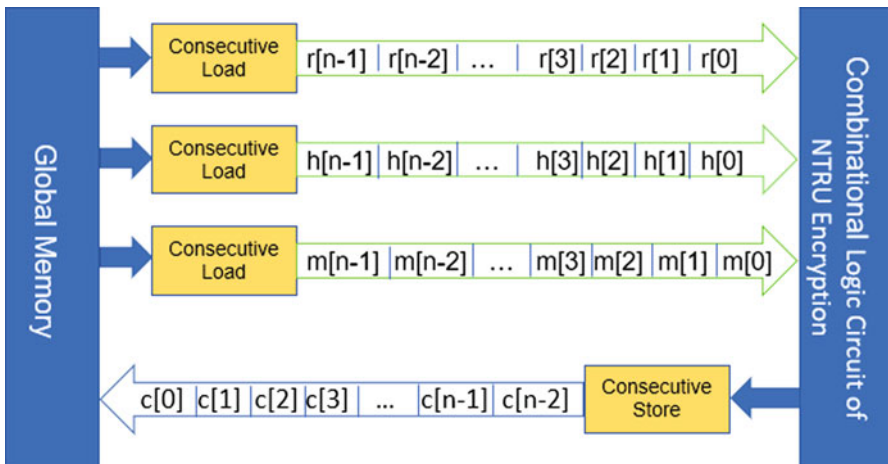 Global Memory
Consecutive
Load
r[n-1] | r[n-2] | ... | r[3] | r[2] | r[1] | r[0]
Consecutive
Load
h[n-1] | h[n-2] | ... | h[3] | h[2] | h[1] | h[0]
Consecutive
Load
m[n-1] | m[n-2] | ... | m[3] | m[2] | m[1] | m[0]
c[0] | c[1] | c[2] | c[3] | ... | c[n-1] | c[n-2]
Consecutive
Store
Combinational Logic Circuit of
NTRU Encryption